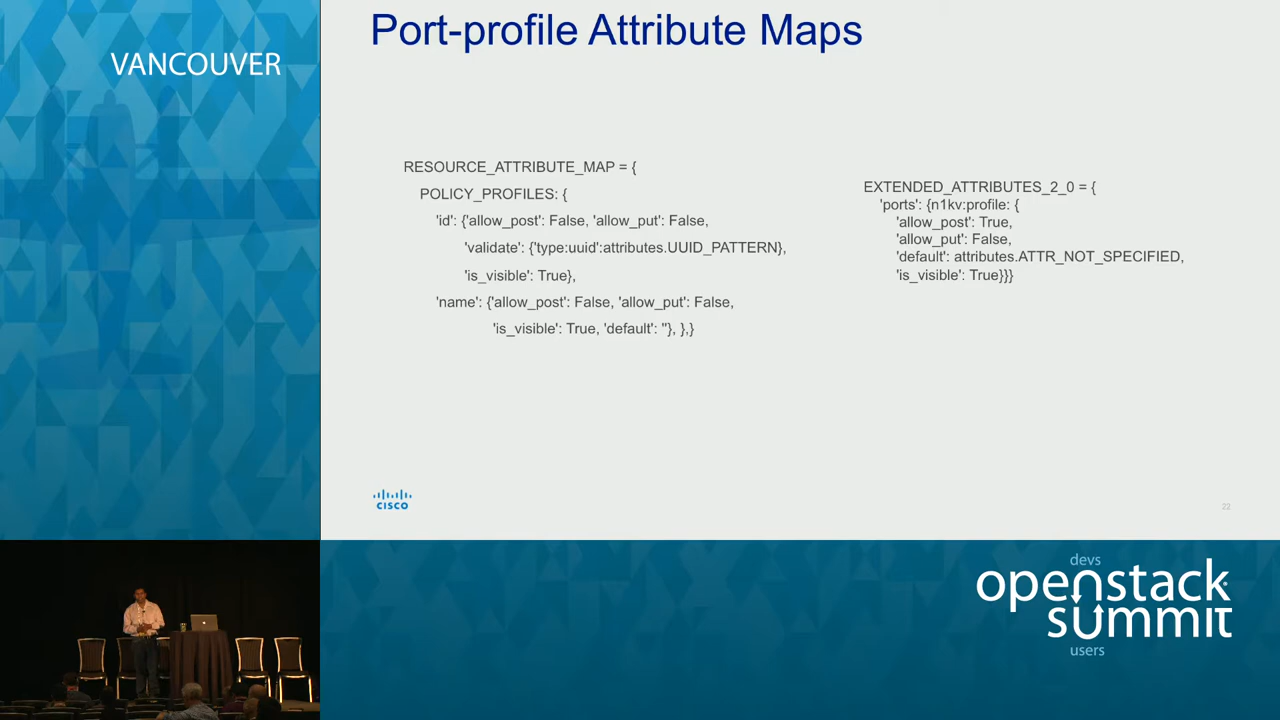 VANCOUVER
Port-profile Attribute Maps
RESOURCE_ATTRIBUTE_MAP = {
POLICY_PROFILES: {
'id': {'allow_post': False, 'allow_put': False,
'validate': {'type:uuid':attributes.UUID_PATTERN},
'is_visible': True},
'name': {'allow_post': False, 'allow_put': False,
'is_visible': True, 'default': ''}, },}
EXTENDED_ATTRIBUTES_2_0 = {
'ports': {n1kv:profile: {
'allow_post': True,
'allow_put': False,
'default': attributes.ATTR_NOT_SPECIFIED,
'is_visible': True}}}
CISCO
22
devs
openstack
summit
users